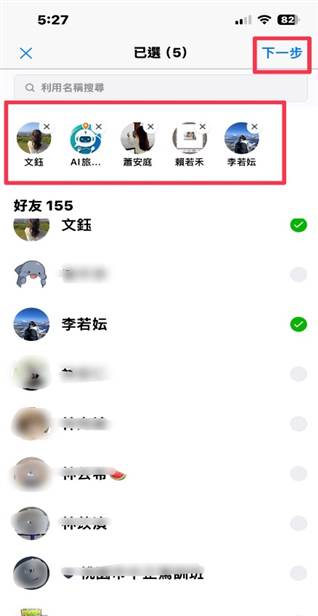 5:27
82
已選（5）
下一步
利用名稱搜尋
文鈺
AI旅...
蕭安庭
賴若禾
李若妘
好友 155
文鈺
李若妘